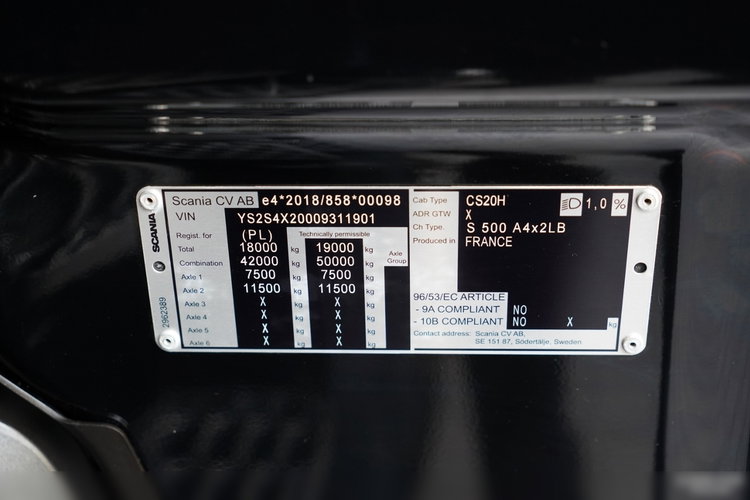 Scania CV AB e4*2018/858*00098
VIN YS2S4X20009311901
Regist. for (PL) Technically permissible
Total 18000 kg 19000 kg Axle Group
Combination 42000 kg 50000 kg
Axle 1 7500 kg 7500 kg
Axle 2 11500 kg 11500 kg
Axle 3 X kg X kg
Axle 4 X kg X kg
Axle 5 X kg X kg
Axle 6 X kg X kg
Cab Type CS20H 1,0 %
ADR GTW X
Ch Type. S 500 A4x2LB
Produced in FRANCE
96/53/EC ARTICLE
- 9A COMPLIANT NO
- 10B COMPLIANT NO X kg
Contact address: Scania CV AB,
SE 151 87, Södertälje, Sweden
SCANIA
2962389